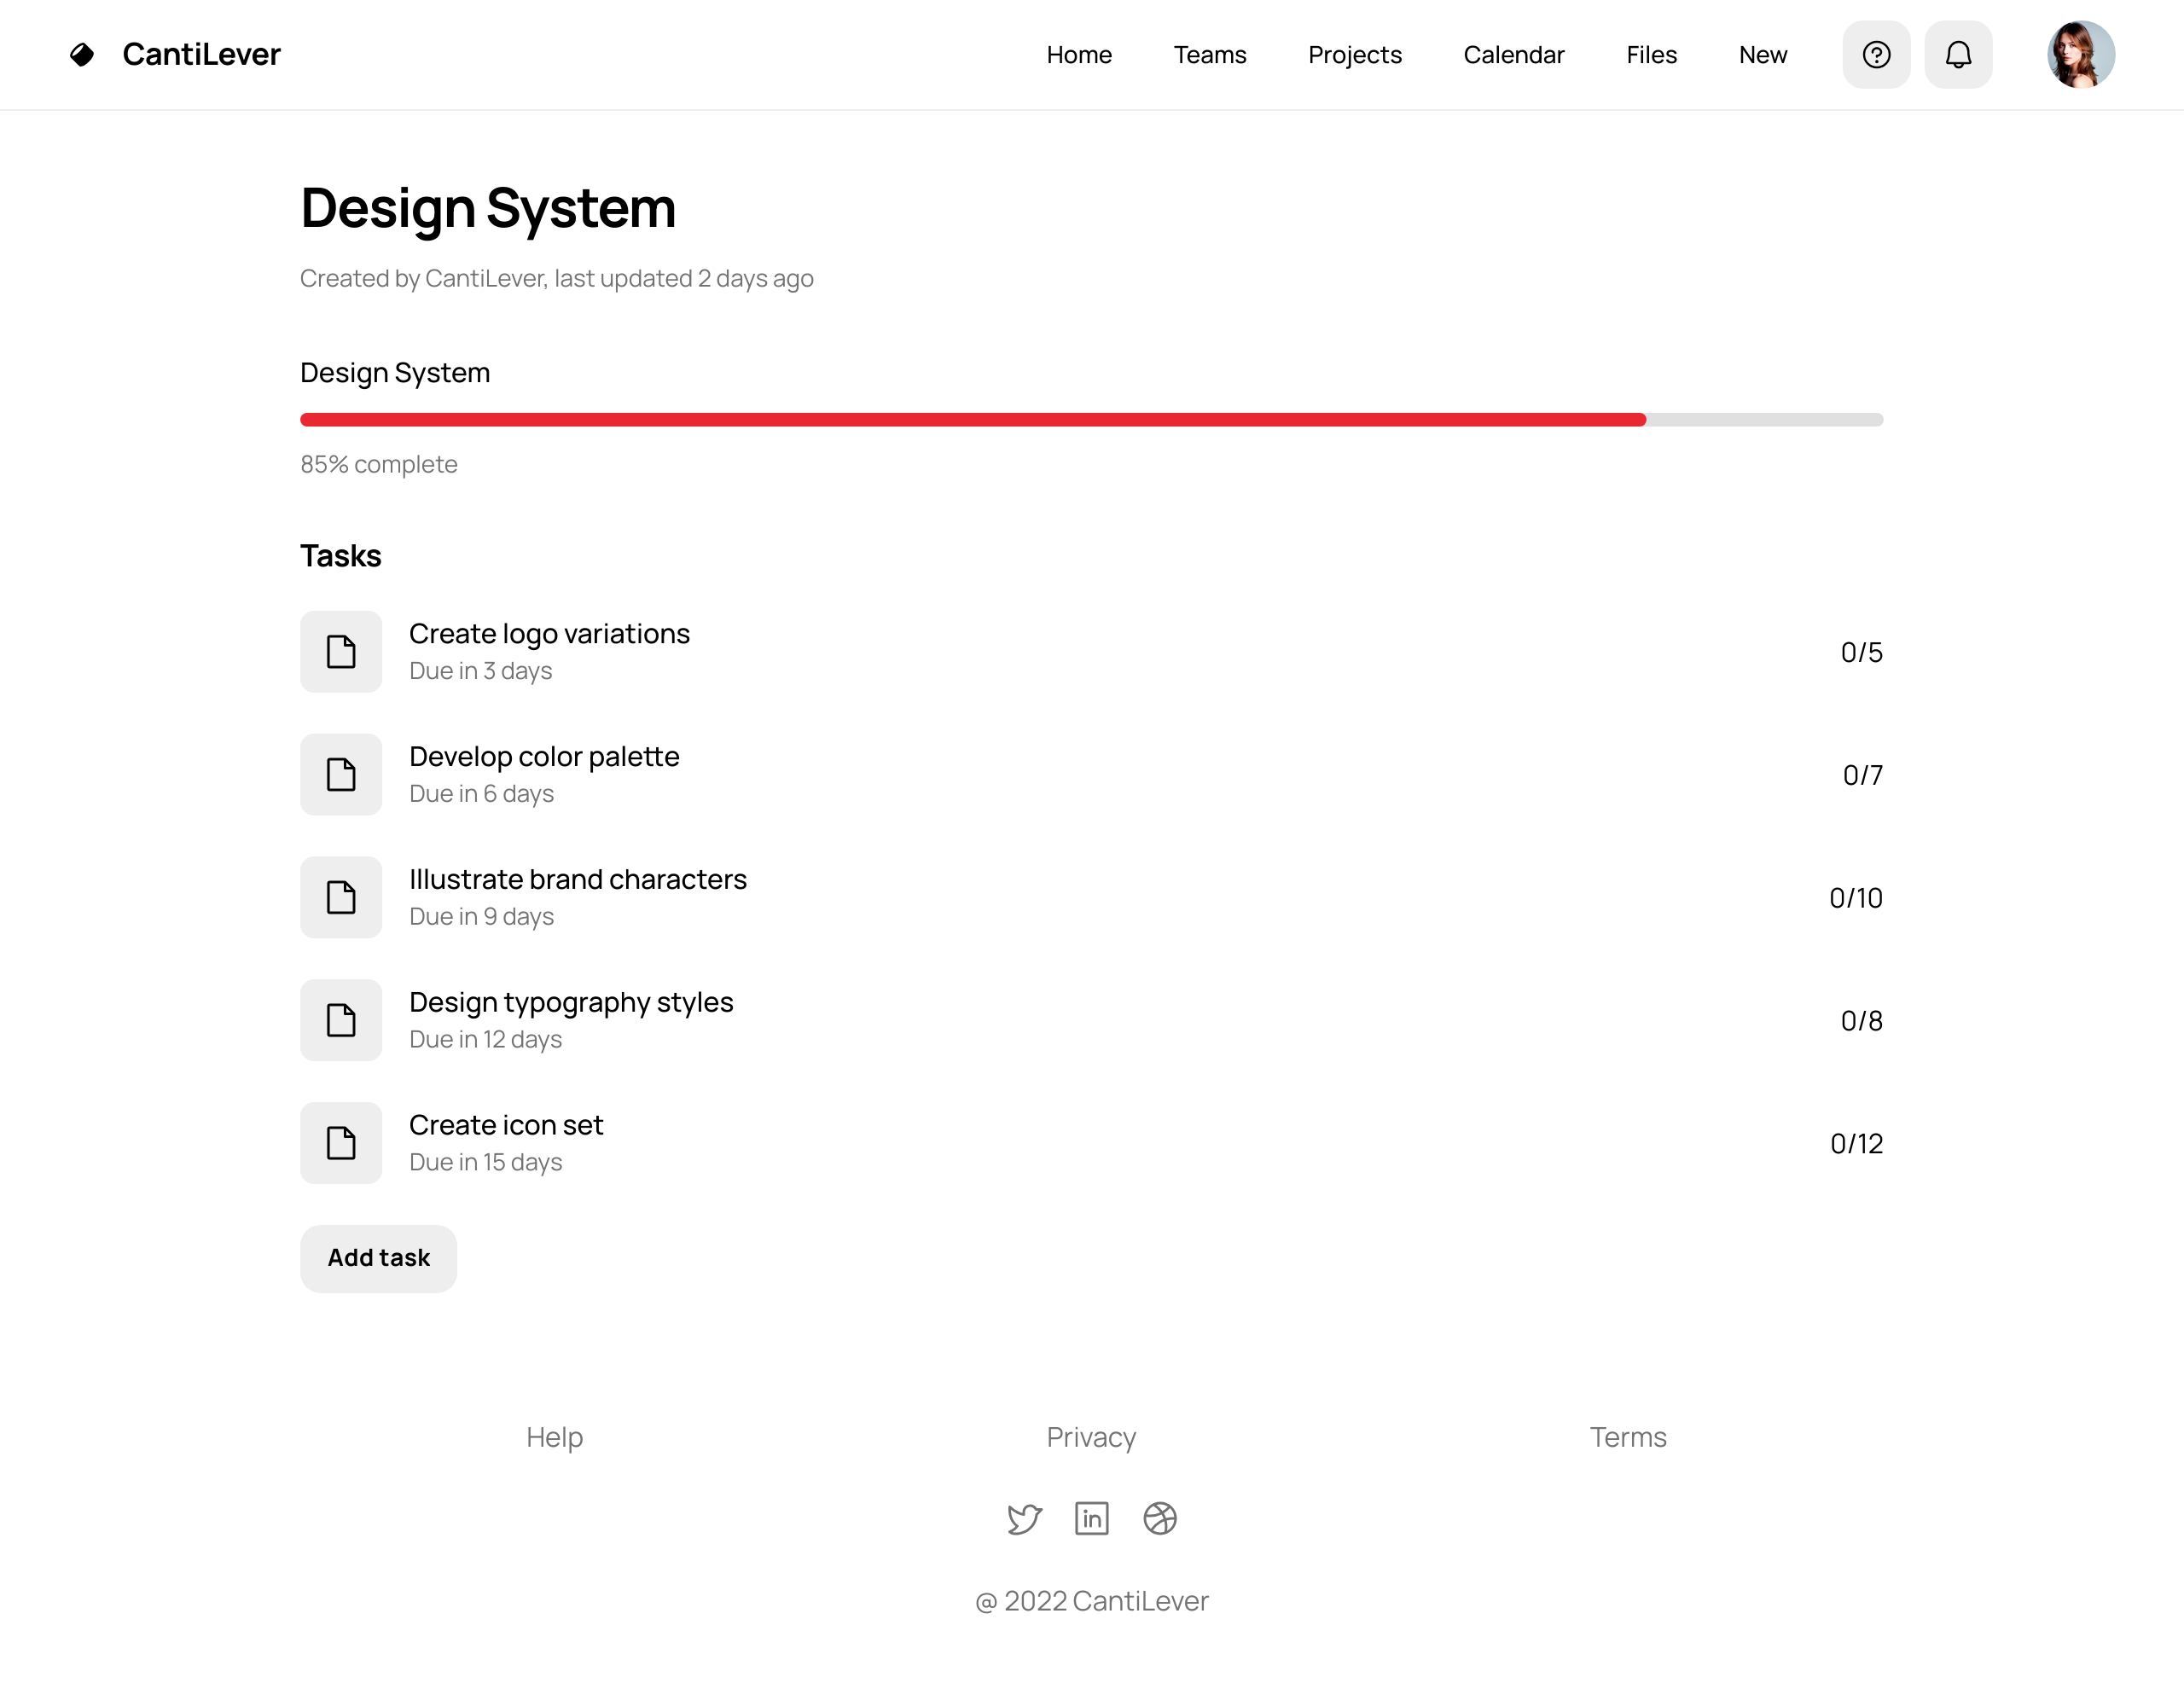 CantiLever
Home Teams Projects Calendar Files New
Design System
Created by CantiLever, last updated 2 days ago
Design System
85% complete
Tasks
Create logo variations
Due in 3 days
0/5
Develop color palette
Due in 6 days
0/7
Illustrate brand characters
Due in 9 days
0/10
Design typography styles
Due in 12 days
0/8
Create icon set
Due in 15 days
0/12
Add task
Help Privacy Terms
in
@ 2022 CantiLever